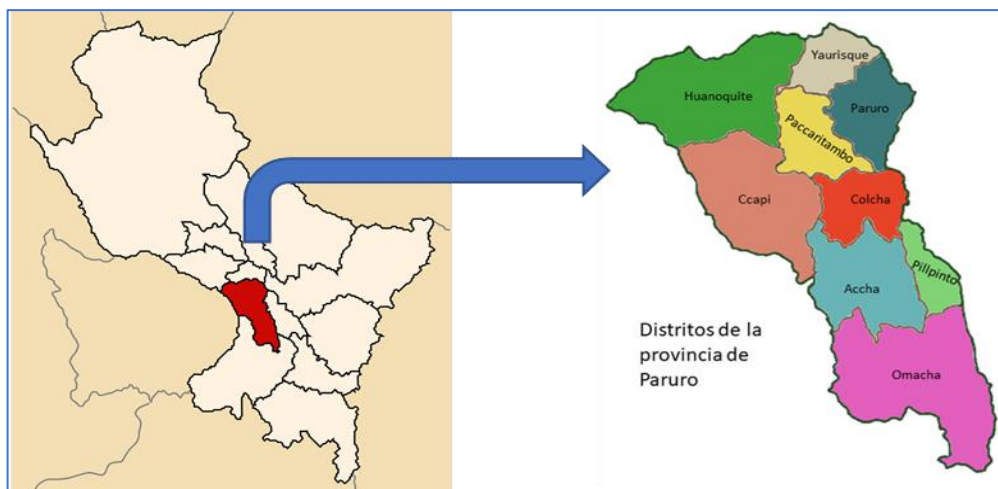 Yaurisque
Huanoquite
Paruro
Paccaritambo
Ccapi
Colcha
Pillpinto
Accha
Distritos de la
provincia de
Paruro
Omacha